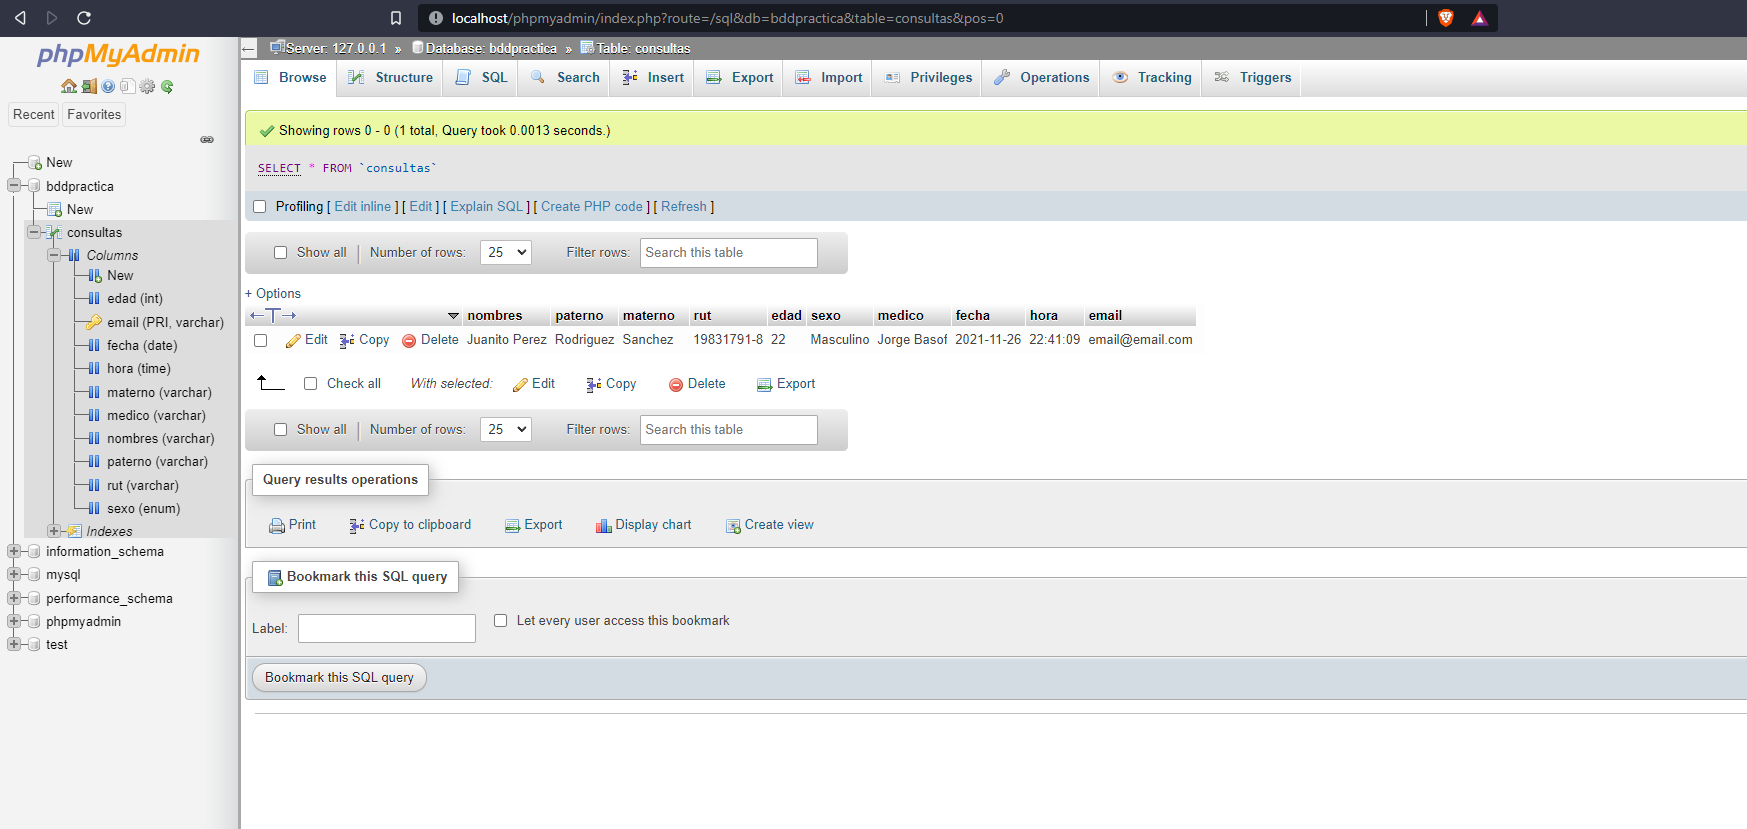 localhost/phpmyadmin/index.php?route=/sql&db=bddpractica&table=consultas&pos=0
phpMyAdmin
Recent Favorites
New
bddpractica
New
consultas
Columns
New
edad (int)
email (PRI, varchar)
fecha (date)
hora (time)
materno (varchar)
medico (varchar)
nombres (varchar)
paterno (varchar)
rut (varchar)
sexo (enum)
Indexes
information_schema
mysql
performance_schema
phpmyadmin
test
Server: 127.0.0.1 » Database: bddpractica » Table: consultas
Browse Structure SQL Search Insert Export Import Privileges Operations Tracking Triggers
Showing rows 0 - 0 (1 total, Query took 0.0013 seconds.)
SELECT * FROM `consultas`
Profiling [ Edit inline ] [ Edit ] [ Explain SQL ] [ Create PHP code ] [ Refresh ]
Show all Number of rows: 25 Filter rows: Search this table
+ Options
nombres paterno materno rut edad sexo medico fecha hora email
Edit Copy Delete Juanito Perez Rodriguez Sanchez 19831791-8 22 Masculino Jorge Basof 2021-11-26 22:41:09 email@email.com
Check all With selected: Edit Copy Delete Export
Show all Number of rows: 25 Filter rows: Search this table
Query results operations
Print Copy to clipboard Export Display chart Create view
Bookmark this SQL query
Label: Let every user access this bookmark
Bookmark this SQL query